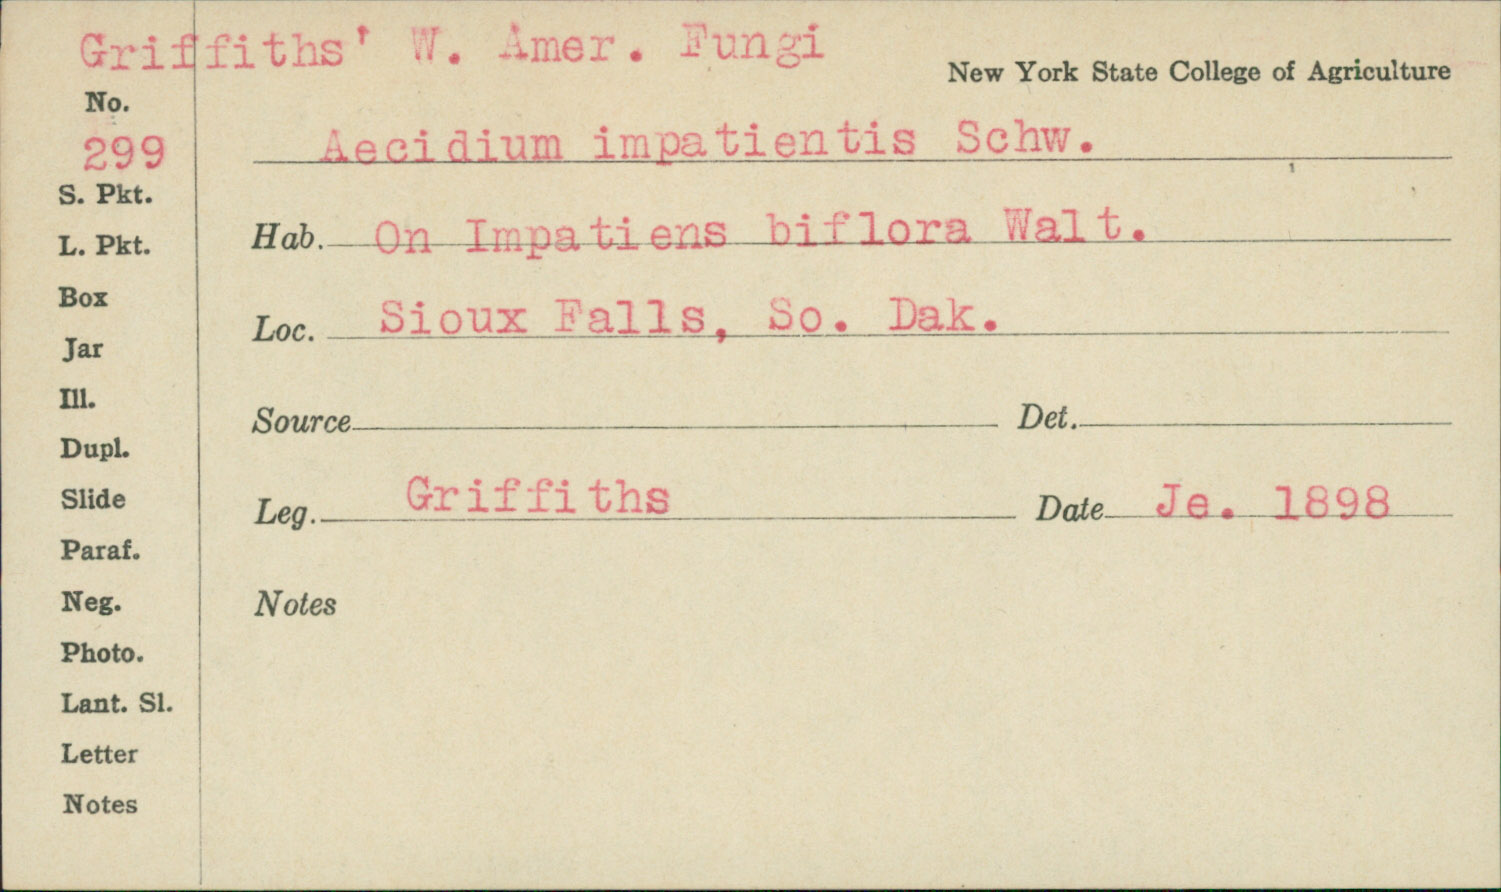 Griffiths' W. Amer. Fungi
New York State College of Agriculture
No.
299
Aecidium impatientis Schw.
S. Pkt.
L. Pkt.
Box
Jar
Ill.
Dupl.
Slide
Paraf.
Neg.
Photo.
Lant. Sl.
Letter
Notes
Hab. On Impatiens biflora Walt.
Loc. Sioux Falls, So. Dak.
Source Det.
Leg. Griffiths Date Je. 1898
Notes